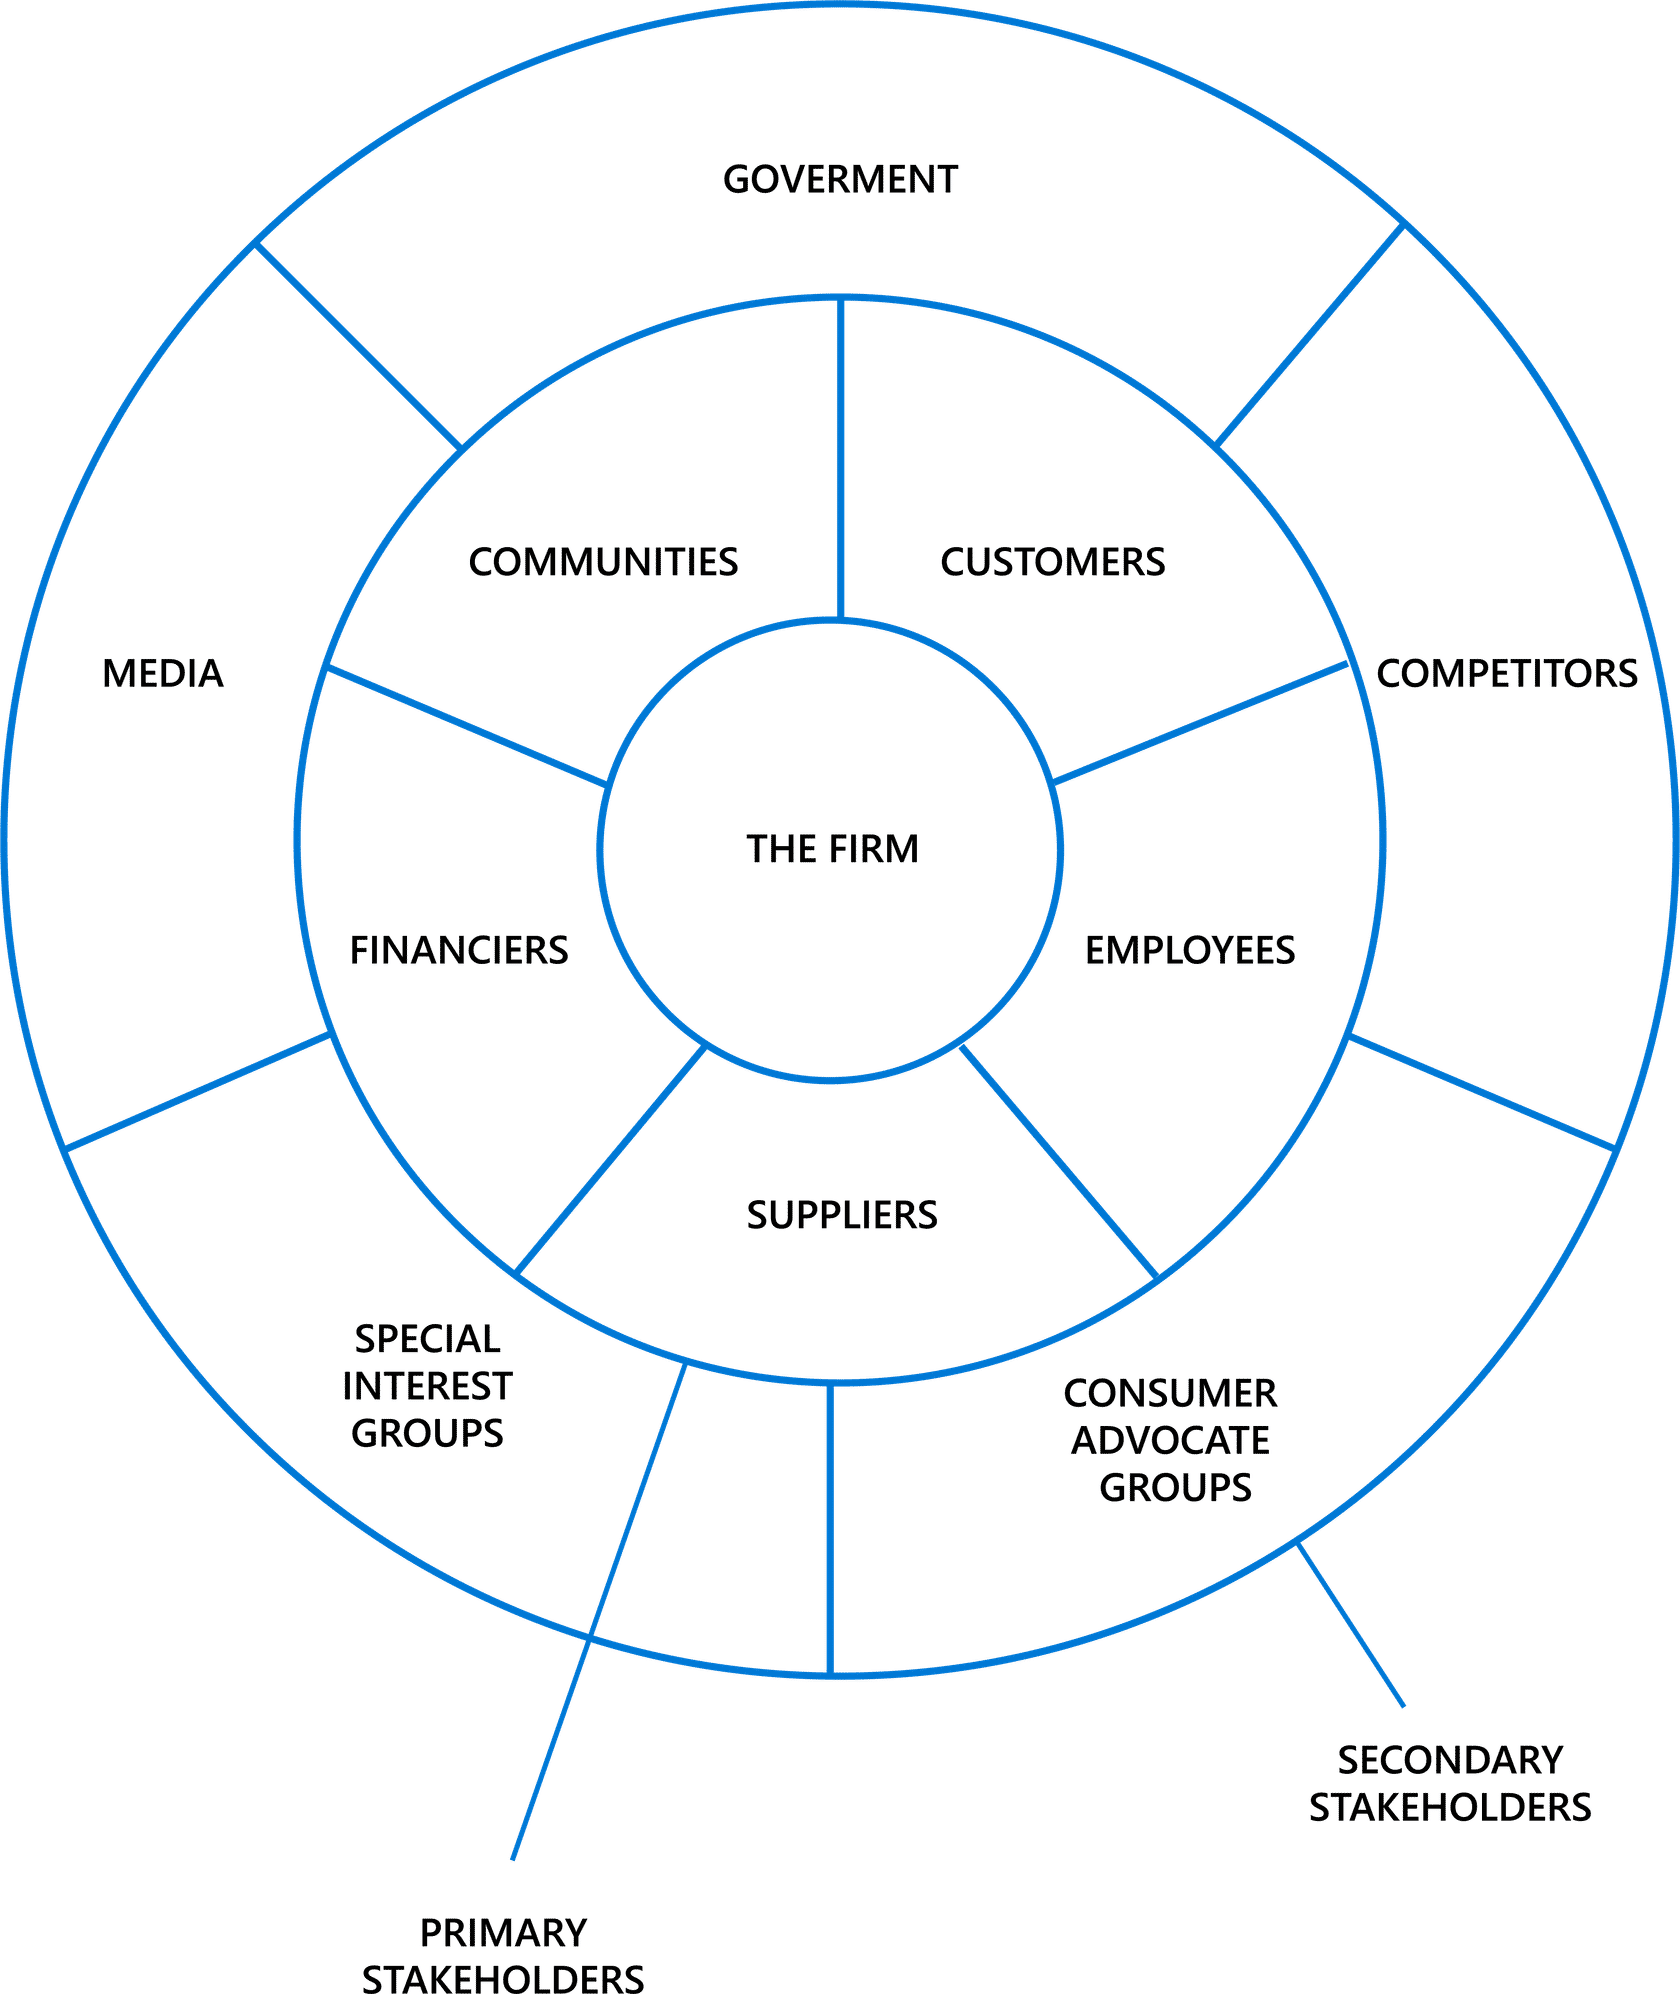 GOVERMENT
COMMUNITIES
CUSTOMERS
MEDIA
COMPETITORS
THE FIRM
FINANCIERS
EMPLOYEES
SUPPLIERS
SPECIAL
INTEREST
GROUPS
CONSUMER
ADVOCATE
GROUPS
SECONDARY
STAKEHOLDERS
PRIMARY
STAKEHOLDERS